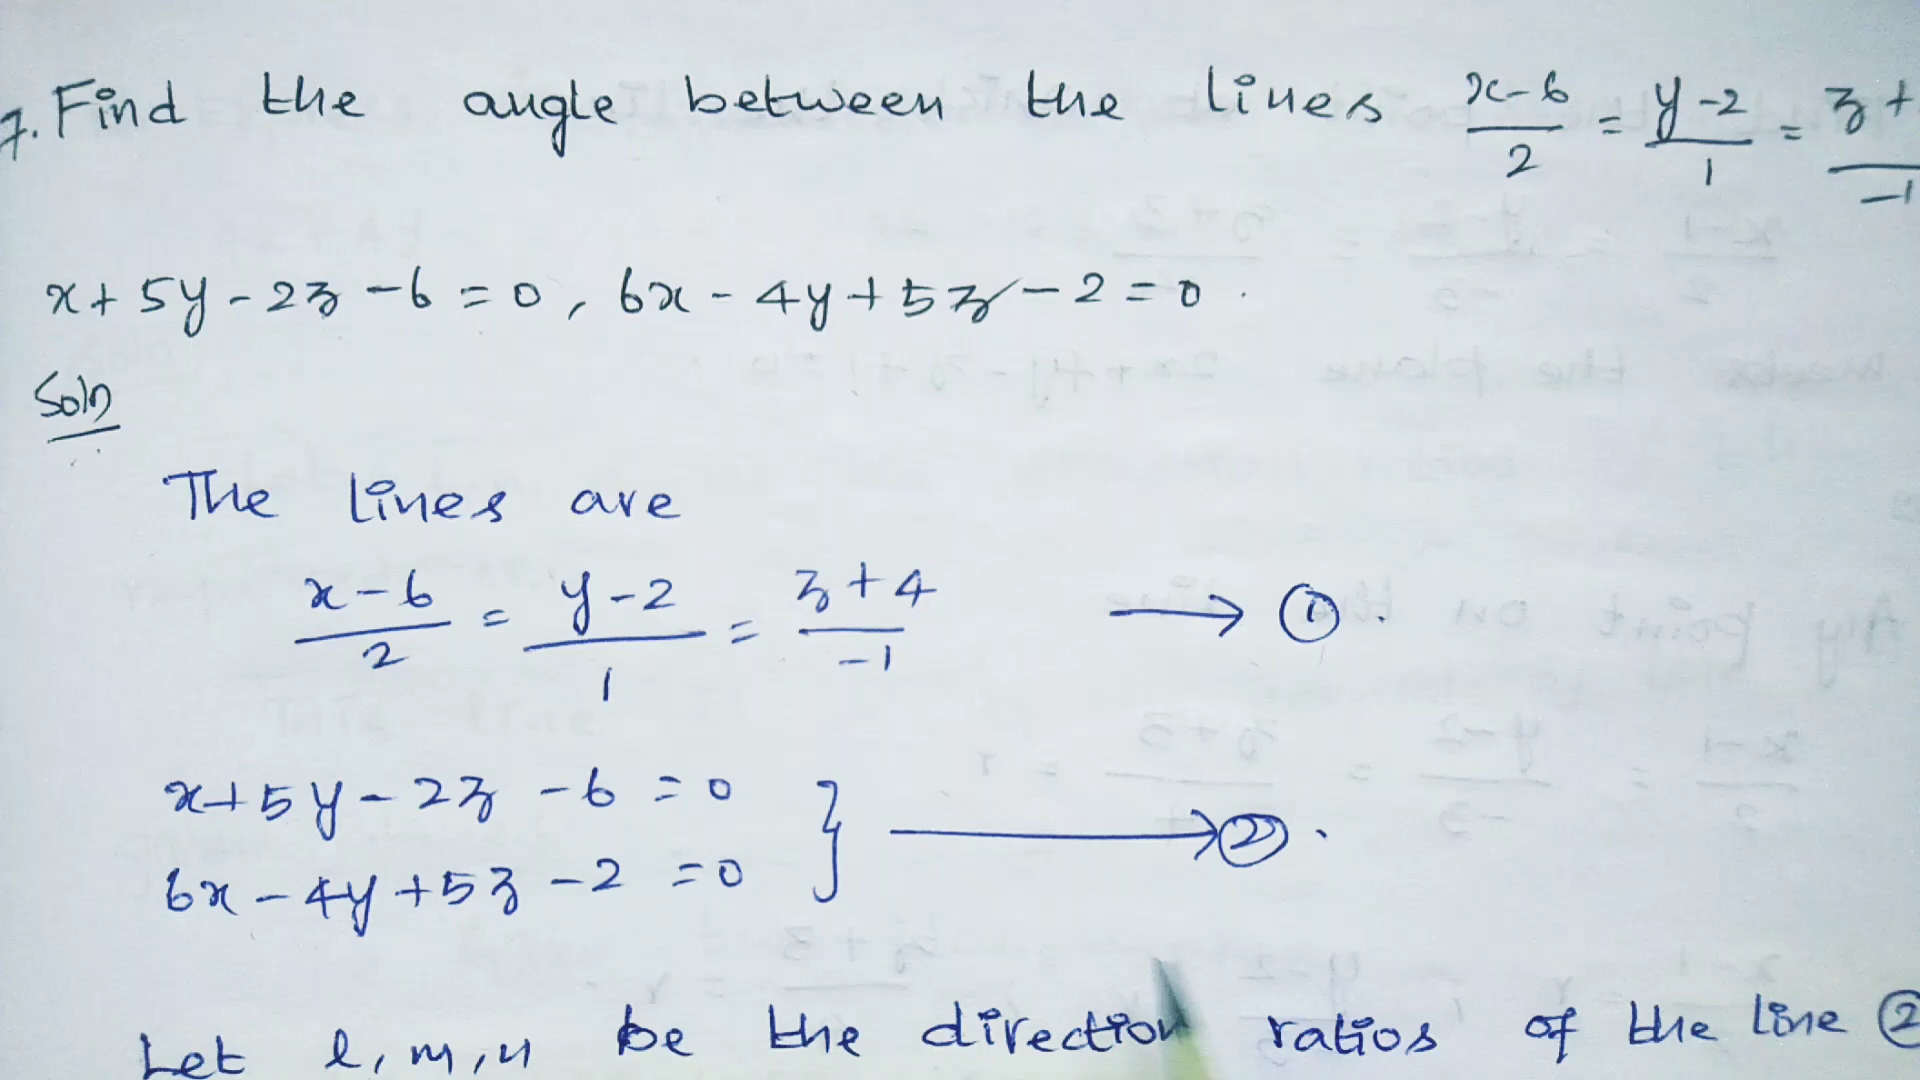 7. Find the angle between the lines x-6/2 = y-2/1 = z+/-1
x+5y-2z-6=0, 6x-4y+5z-2=0.
Soln
The lines are
x-6/2 = y-2/1 = z+4/-1 → ①.
x+5y-2z-6=0
6x-4y+5z-2=0 } → ②.
Let l, m, n be the direction ratios of the line ②